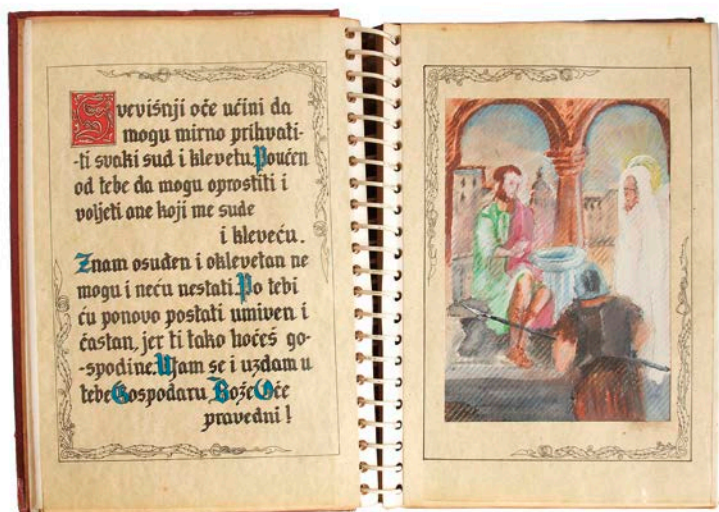 Svevišnji oče učini da
mogu mirno prihvati-
-ti svaki sud i klevetu. Poučen
od tebe da mogu oprostiti i
voljeti one koji me sude
i kleveću.
Znam osuđen i oklevetan ne
mogu i neću nestati. Po tebi
ću ponovo postati umiven i
častan, jer ti tako hoćeš go-
-spodine. Ufam se i uzdam u
tebe Gospodaru Bože Oče
pravedni!